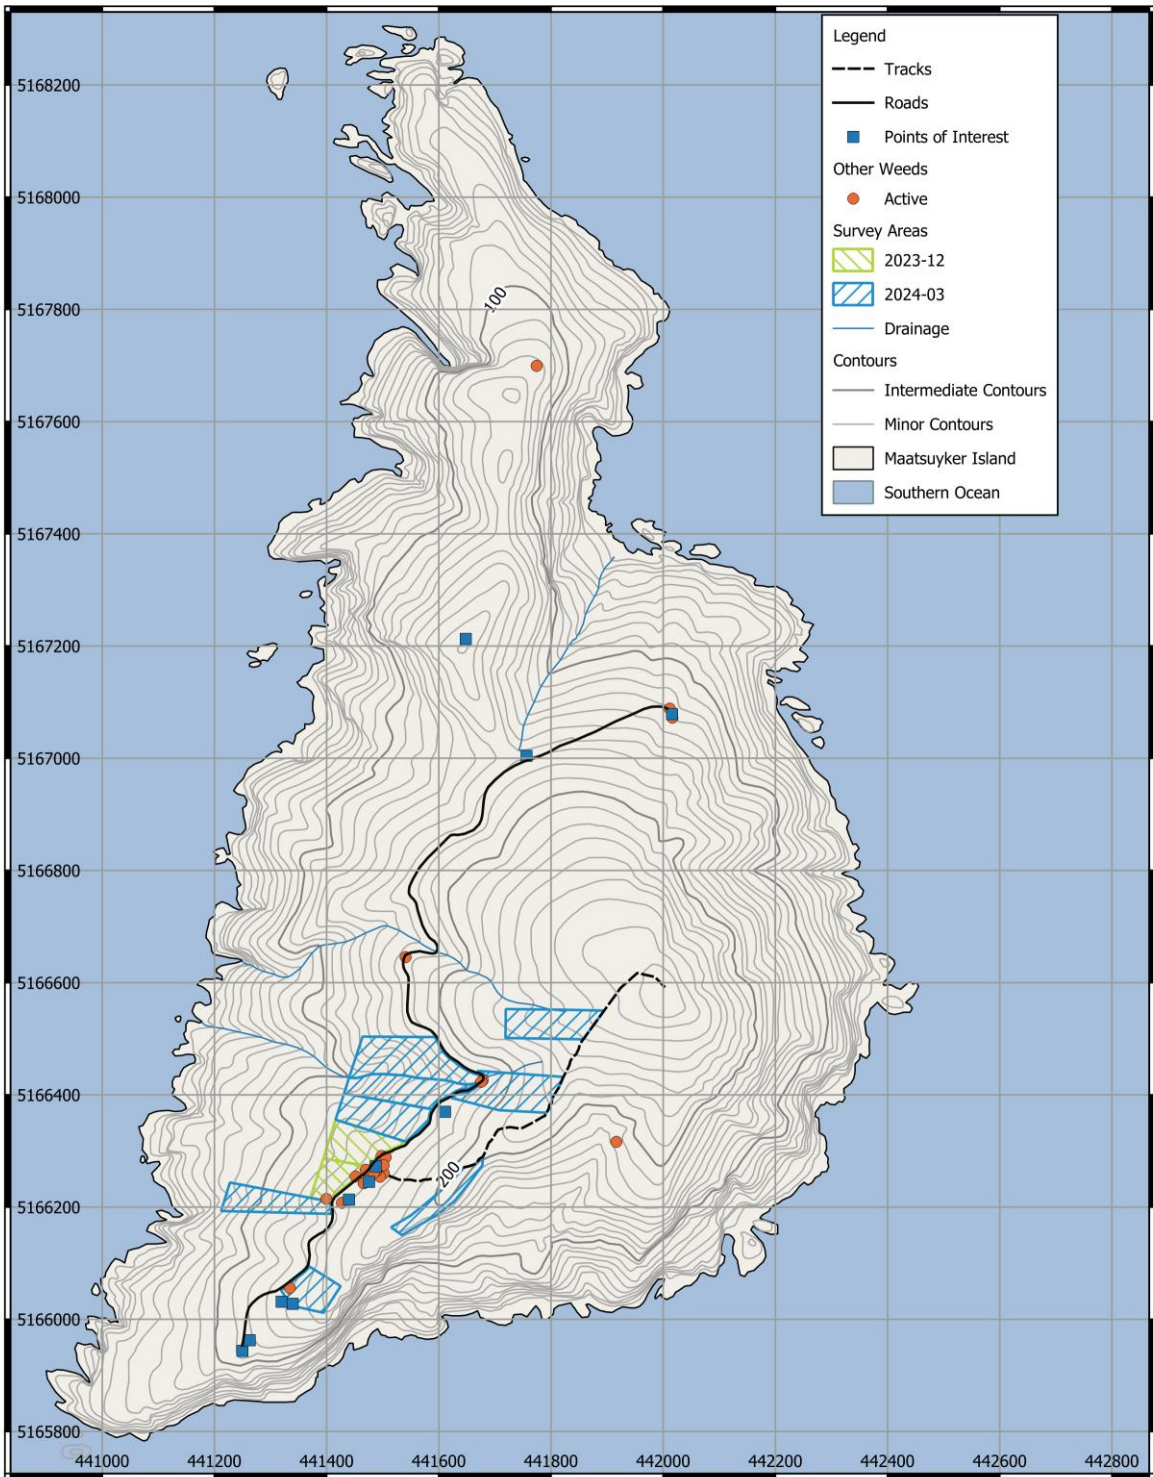 Legend
Tracks
Roads
Points of Interest
Other Weeds
Active
Survey Areas
2023-12
2024-03
Drainage
Contours
Intermediate Contours
Minor Contours
Maatsuyker Island
Southern Ocean
5168200
5168000
5167800
100
5167600
5167400
5167200
5167000
5166800
5166600
5166400
200
5166200
5166000
5165800
441000 441200 441400 441600 441800 442000 442200 442400 442600 442800